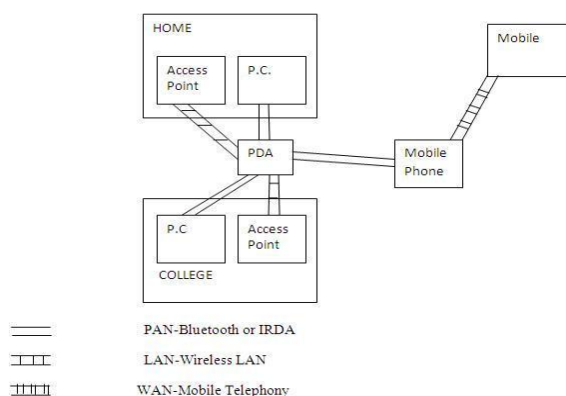 HOME
Mobile
Access
Point
P.C.
PDA
Mobile
Phone
P.C
Access
Point
COLLEGE
PAN-Bluetooth or IRDA
LAN-Wireless LAN
WAN-Mobile Telephony